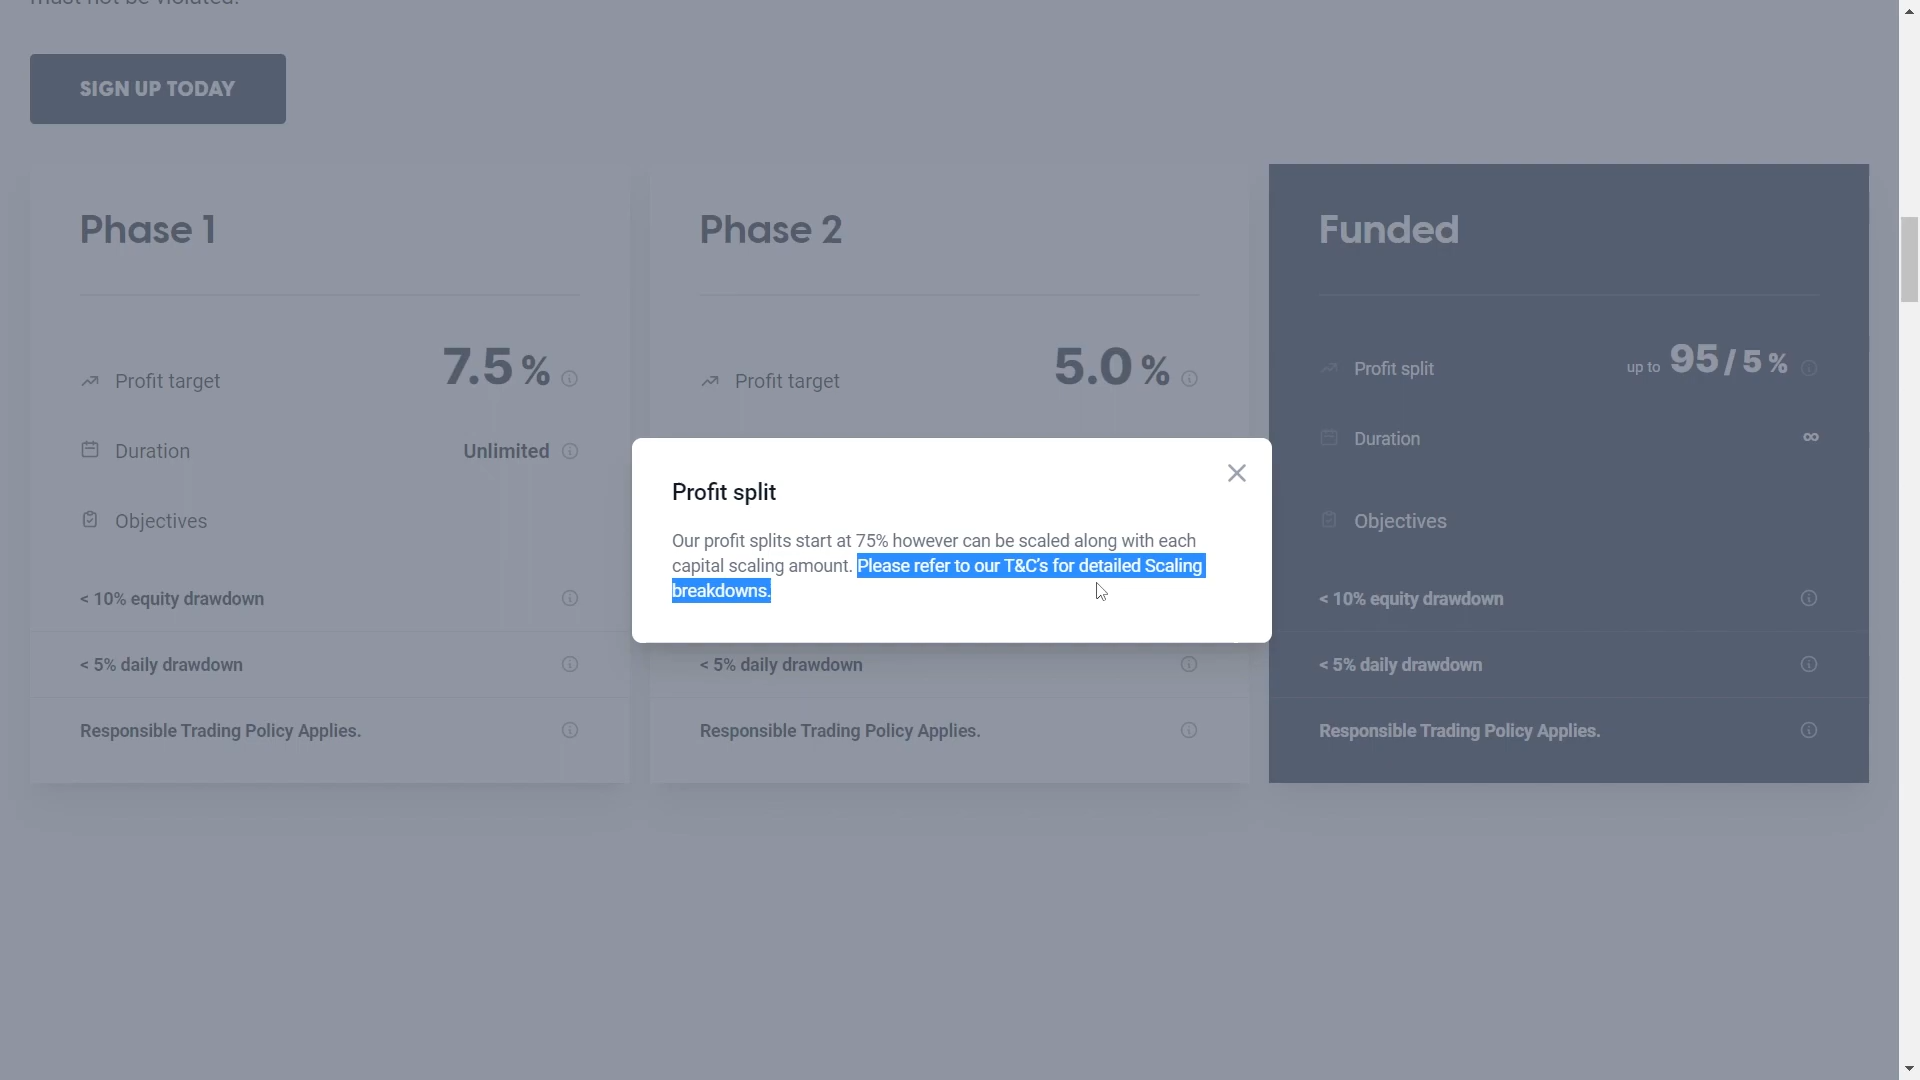 SIGN UP TODAY
Phase 1
Profit target 7.5 %
Duration Unlimited
Objectives
< 10% equity drawdown
< 5% daily drawdown
Responsible Trading Policy Applies.
Phase 2
Profit target 5.0 %
< 5% daily drawdown
Responsible Trading Policy Applies.
Funded
Profit split up to 95 / 5 %
Duration ∞
Objectives
< 10% equity drawdown
< 5% daily drawdown
Responsible Trading Policy Applies.
Profit split
Our profit splits start at 75% however can be scaled along with each
capital scaling amount. Please refer to our T&C's for detailed Scaling
breakdowns.